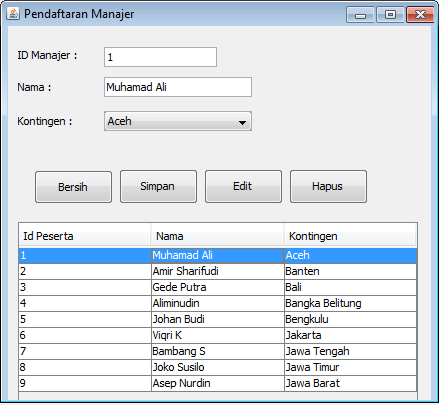 Pendaftaran Manajer
ID Manajer : 1
Nama : Muhamad Ali
Kontingen : Aceh
Bersih Simpan Edit Hapus
Id Peserta Nama Kontingen
1 Muhamad Ali Aceh
2 Amir Sharifudi Banten
3 Gede Putra Bali
4 Aliminudin Bangka Belitung
5 Johan Budi Bengkulu
6 Viqri K Jakarta
7 Bambang S Jawa Tengah
8 Joko Susilo Jawa Timur
9 Asep Nurdin Jawa Barat